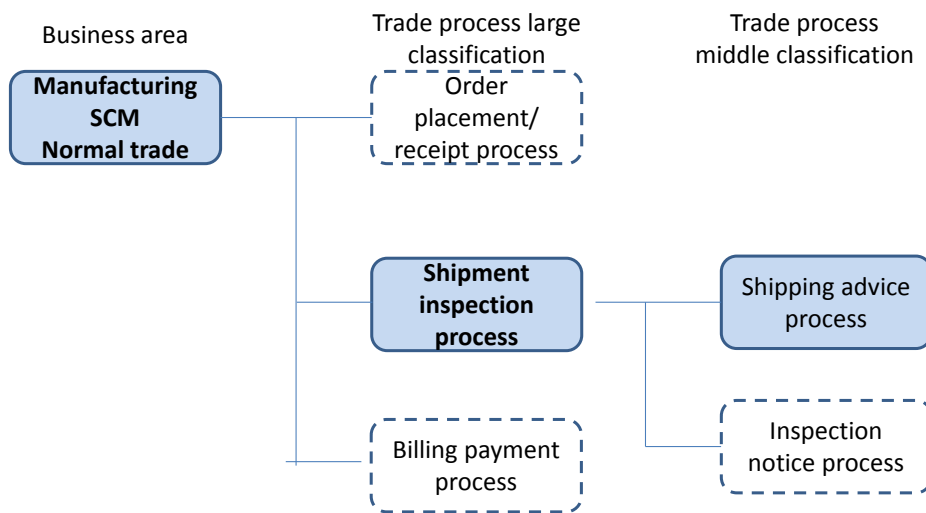 Business area
Trade process large
classification
Trade process
middle classification
Manufacturing
SCM
Normal trade
Order
placement/
receipt process
Shipment
inspection
process
Shipping advice
process
Billing payment
process
Inspection
notice process